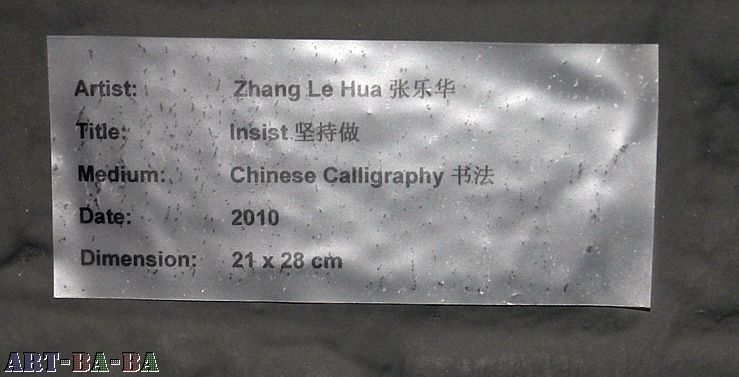 Artist: Zhang Le Hua 张乐华
Title: Insist 坚持做
Medium: Chinese Calligraphy 书法
Date: 2010
Dimension: 21 x 28 cm
ART-BA-BA